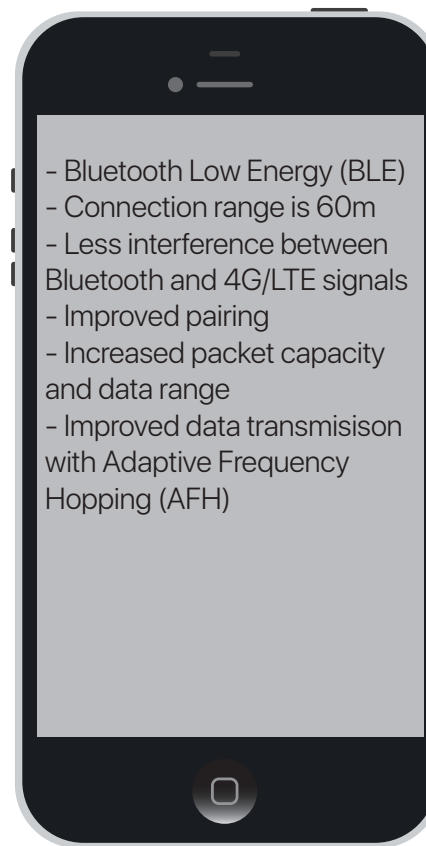 - Bluetooth Low Energy (BLE)
- Connection range is 60m
- Less interference between
Bluetooth and 4G/LTE signals
- Improved pairing
- Increased packet capacity
and data range
- Improved data transmisison
with Adaptive Frequency
Hopping (AFH)